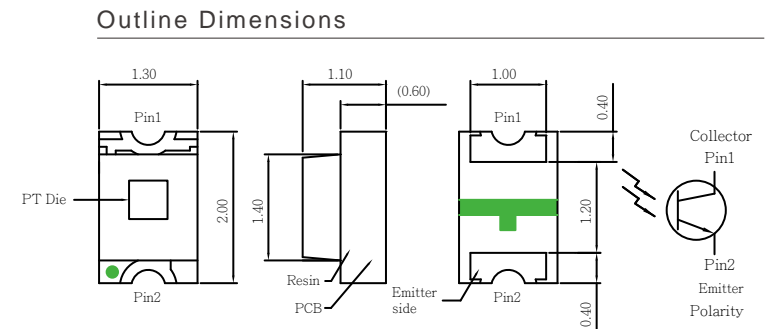 Outline Dimensions
1.30
1.10
(0.60)
1.00
0.40
Pin1
Pin1
Collector
Pin1
PT Die
2.00
1.40
1.20
Resin
PCB
Emitter
side
Pin2
Pin2
0.40
Pin2
Emitter
Polarity